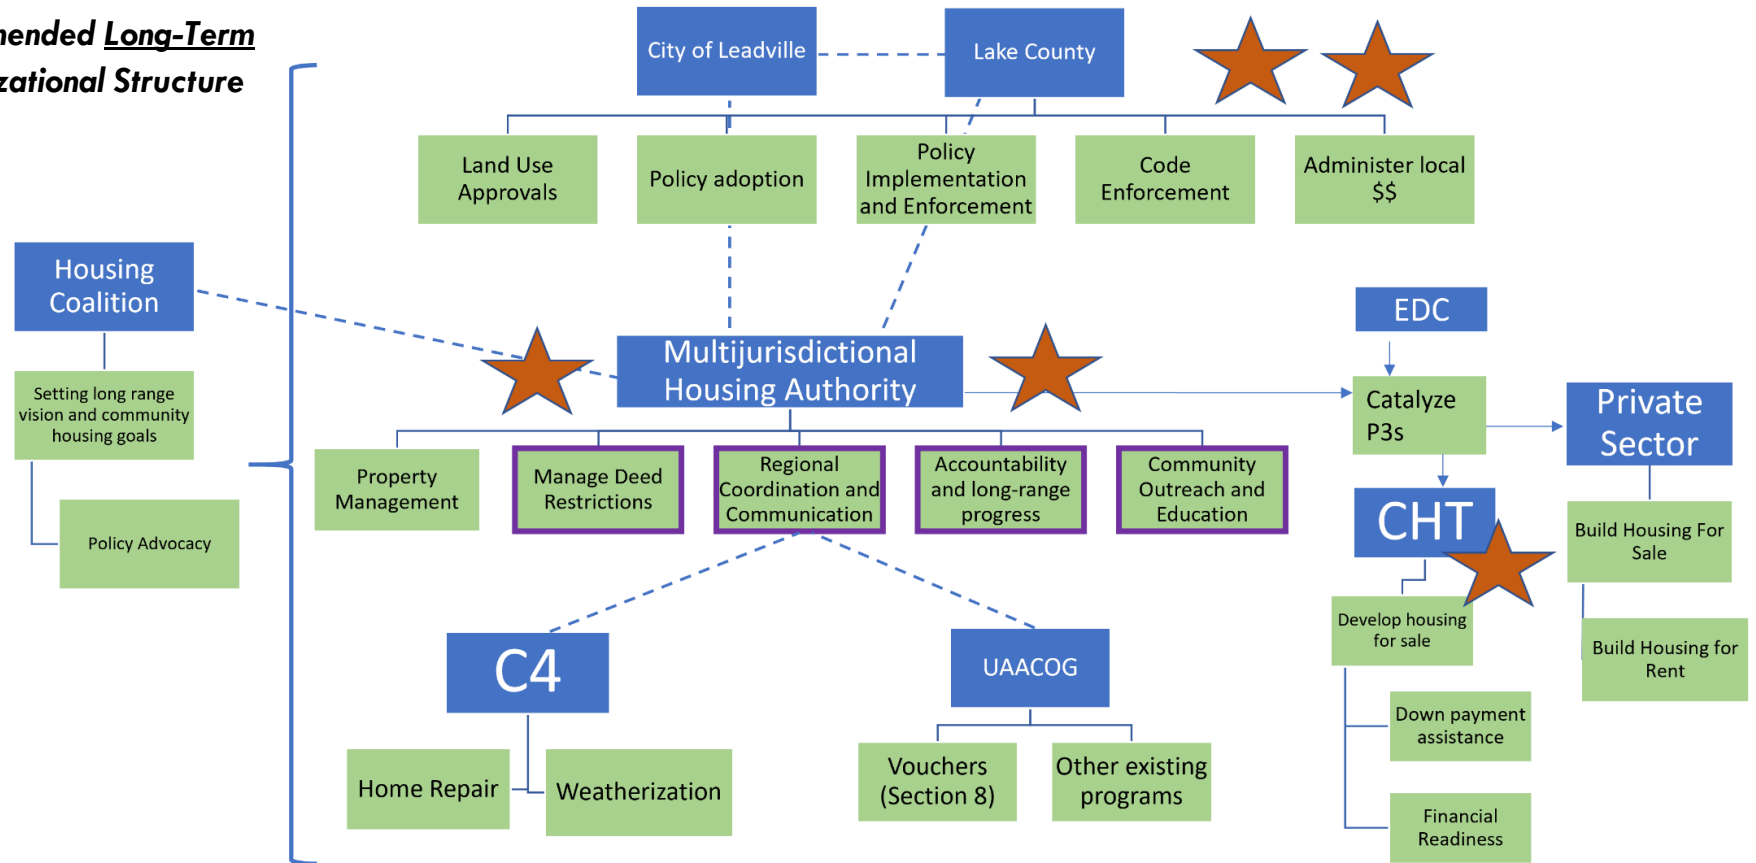 nended Long-Term
zational Structure
City of Leadville
Lake County
Land Use
Approvals
Policy adoption
Policy
Implementation
and Enforcement
Code
Enforcement
Administer local
$$
Housing
Coalition
Setting long range
vision and community
housing goals
Policy Advocacy
Multijurisdictional
Housing Authority
Property
Management
Manage Deed
Restrictions
Regional
Coordination and
Communication
Accountability
and long-range
progress
Community
Outreach and
Education
EDC
Catalyze
P3s
Private
Sector
CHT
Build Housing For
Sale
Build Housing for
Rent
Develop housing
for sale
Down payment
assistance
Financial
Readiness
C4
Home Repair
Weatherization
UAACOG
Vouchers
(Section 8)
Other existing
programs